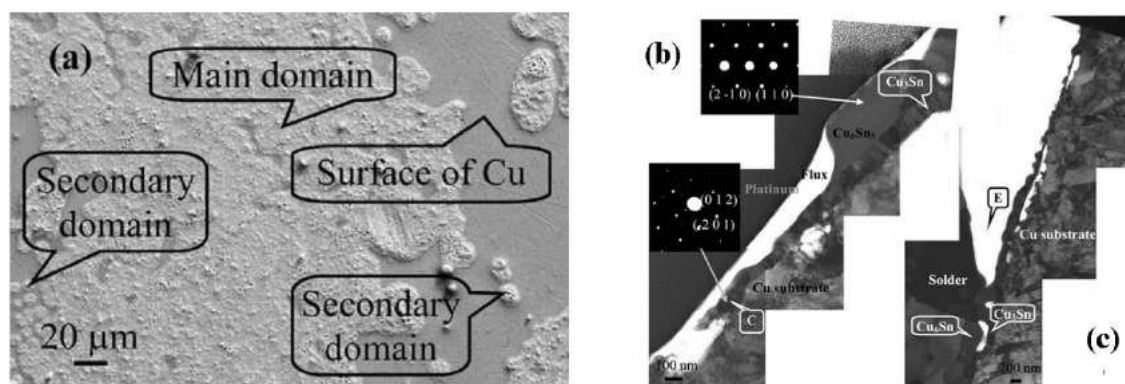 (a)
Main domain
Secondary
domain
Surface of Cu
Secondary
domain
20 μm
(b)
(2 -1 0) (1 1 0)
Cu3Sn
Cu6Sn5
Flux
Platinum
(0 1 2)
(-2 0 1)
Cu substrate
C
100 nm
E
Cu substrate
Solder
Cu3Sn
Cu6Sn
(c)
200 nm